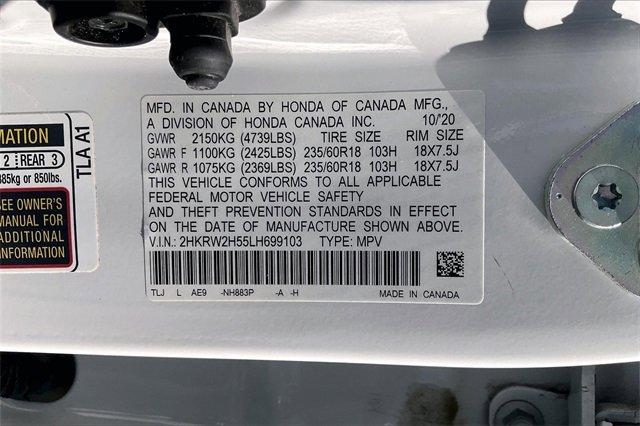 MFD. IN CANADA BY HONDA OF CANADA MFG.,
A DIVISION OF HONDA CANADA INC. 10/'20
GVWR 2150KG (4739LBS) TIRE SIZE RIM SIZE
GAWR F 1100KG (2425LBS) 235/60R18 103H 18X7.5J
GAWR R 1075KG (2369LBS) 235/60R18 103H 18X7.5J
THIS VEHICLE CONFORMS TO ALL APPLICABLE
FEDERAL MOTOR VEHICLE SAFETY
AND THEFT PREVENTION STANDARDS IN EFFECT
ON THE DATE OF MANUFACTURE SHOWN ABOVE.
V.I.N.: 2HKRW2H55LH699103 TYPE: MPV
TLJ L AE9 -NH883P -A -H MADE IN CANADA
MATION
2 REAR 3
385kg or 850lbs.
SEE OWNER'S
MANUAL FOR
ADDITIONAL
INFORMATION
TLA A1